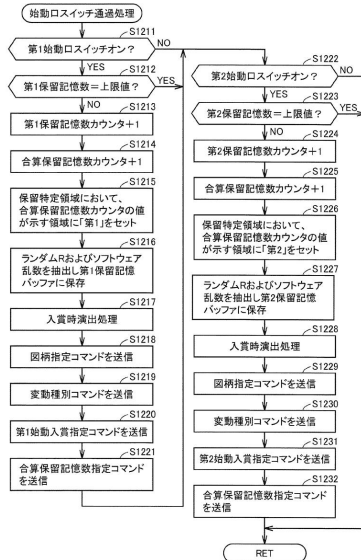 始動口スイッチ通過処理
S1211
第1始動口スイッチオン？
NO
YES
S1212
第1保留記憶数＝上限値？
YES
NO
S1213
第1保留記憶数カウンタ+1
S1214
合算保留記憶数カウンタ+1
S1215
保留特定領域において、
合算保留記憶数カウンタの値
が示す領域に「第1」をセット
S1216
ランダムRおよびソフトウェア
乱数を抽出し第1保留記憶
バッファに保存
S1217
入賞時演出処理
S1218
図柄指定コマンドを送信
S1219
変動種別コマンドを送信
S1220
第1始動入賞指定コマンドを送信
S1221
合算保留記憶数指定コマンド
を送信
S1222
第2始動口スイッチオン？
NO
YES
S1223
第2保留記憶数＝上限値？
YES
NO
S1224
第2保留記憶数カウンタ+1
S1225
合算保留記憶数カウンタ+1
S1226
保留特定領域において、
合算保留記憶数カウンタの値
が示す領域に「第2」をセット
S1227
ランダムRおよびソフトウェア
乱数を抽出し第2保留記憶
バッファに保存
S1228
入賞時演出処理
S1229
図柄指定コマンドを送信
S1230
変動種別コマンドを送信
S1231
第2始動入賞指定コマンドを送信
S1232
合算保留記憶数指定コマンド
を送信
RET